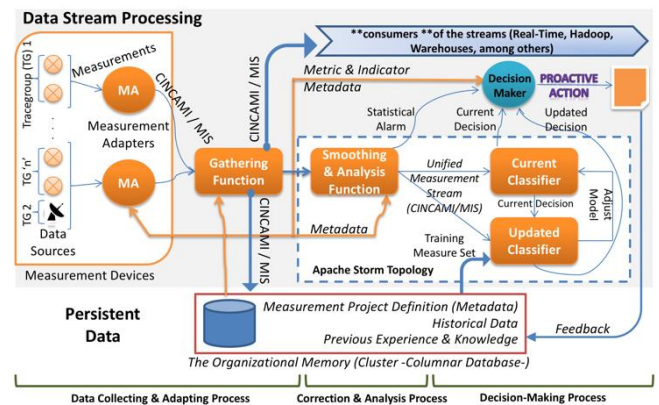 Data Stream Processing
**consumers **of the streams (Real-Time, Hadoop,
Warehouses, among others)
Tracegroup (TG) 1
Measurements
MA
CINCAMI / MIS
CINCAMI / MIS
Metric & Indicator
Metadata
Decision
Maker
PROACTIVE
ACTION
Measurement
Adapters
Statistical
Alarm
Current
Decision
Updated
Decision
TG 'n'
MA
Gathering
Function
Smoothing
& Analysis
Function
Unified
Measurement
Stream
(CINCAMI/MIS)
Current
Classifier
Current Decision
Adjust
Model
TG 2
Data
Sources
Metadata
CINCAMI / MIS
Training
Measure Set
Updated
Classifier
Measurement Devices
Apache Storm Topology
Persistent
Data
Measurement Project Definition (Metadata)
Historical Data
Previous Experience & Knowledge
Feedback
The Organizational Memory (Cluster -Columnar Database-)
Data Collecting & Adapting Process
Correction & Analysis Process
Decision-Making Process